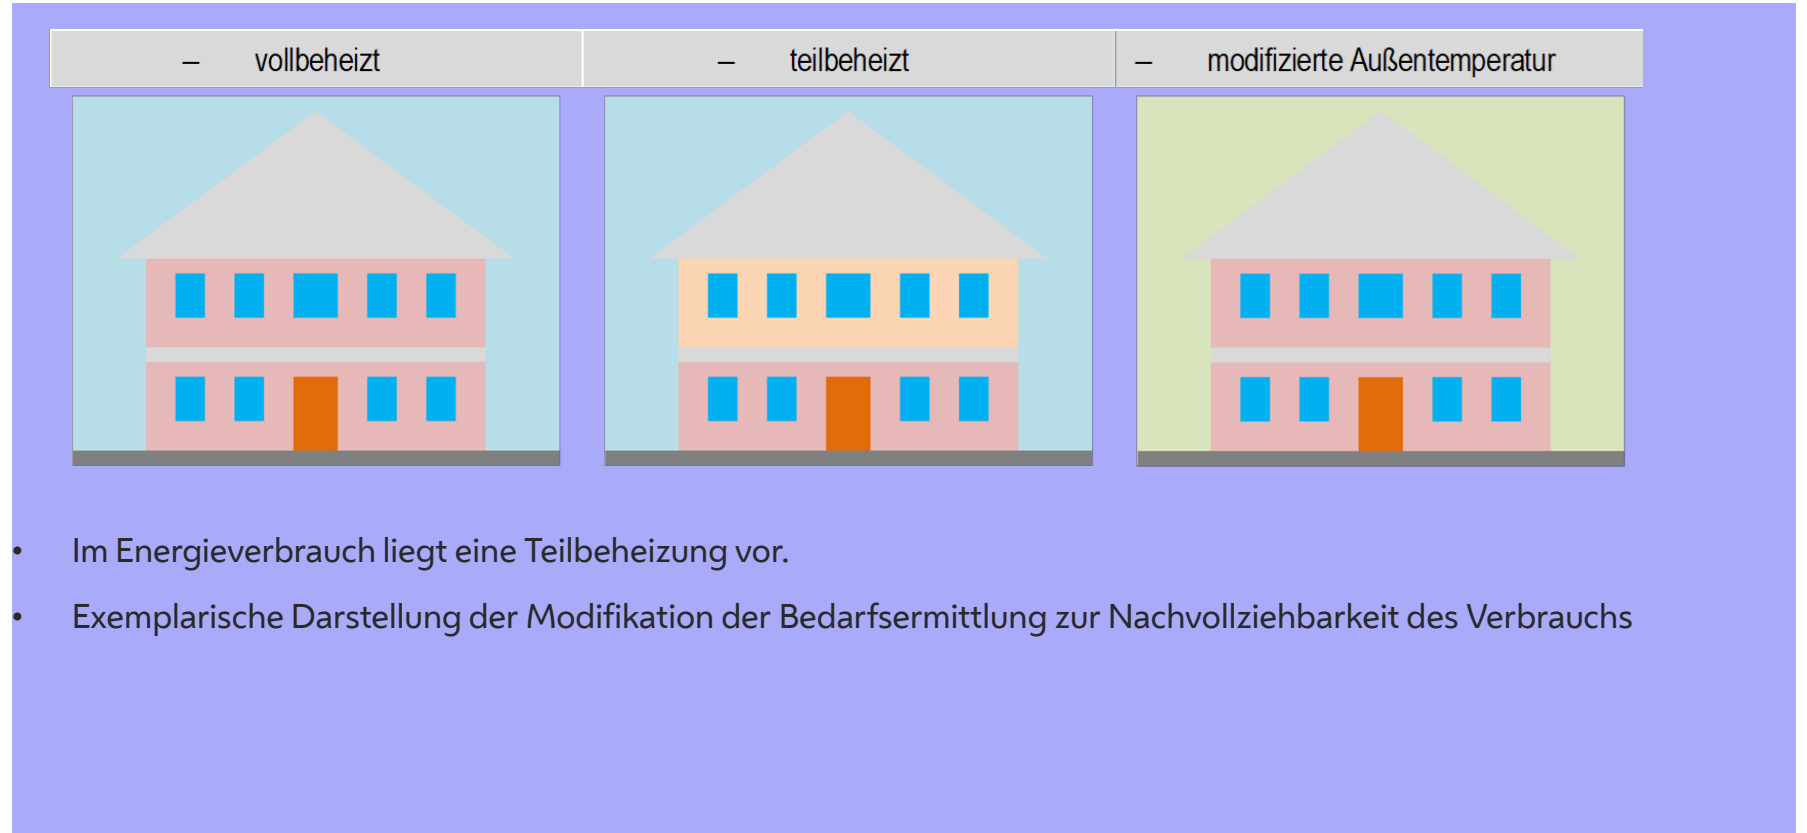 – vollbeheizt – teilbeheizt – modifizierte Außentemperatur
• Im Energieverbrauch liegt eine Teilbeheizung vor.
• Exemplarische Darstellung der Modifikation der Bedarfsermittlung zur Nachvollziehbarkeit des Verbrauchs